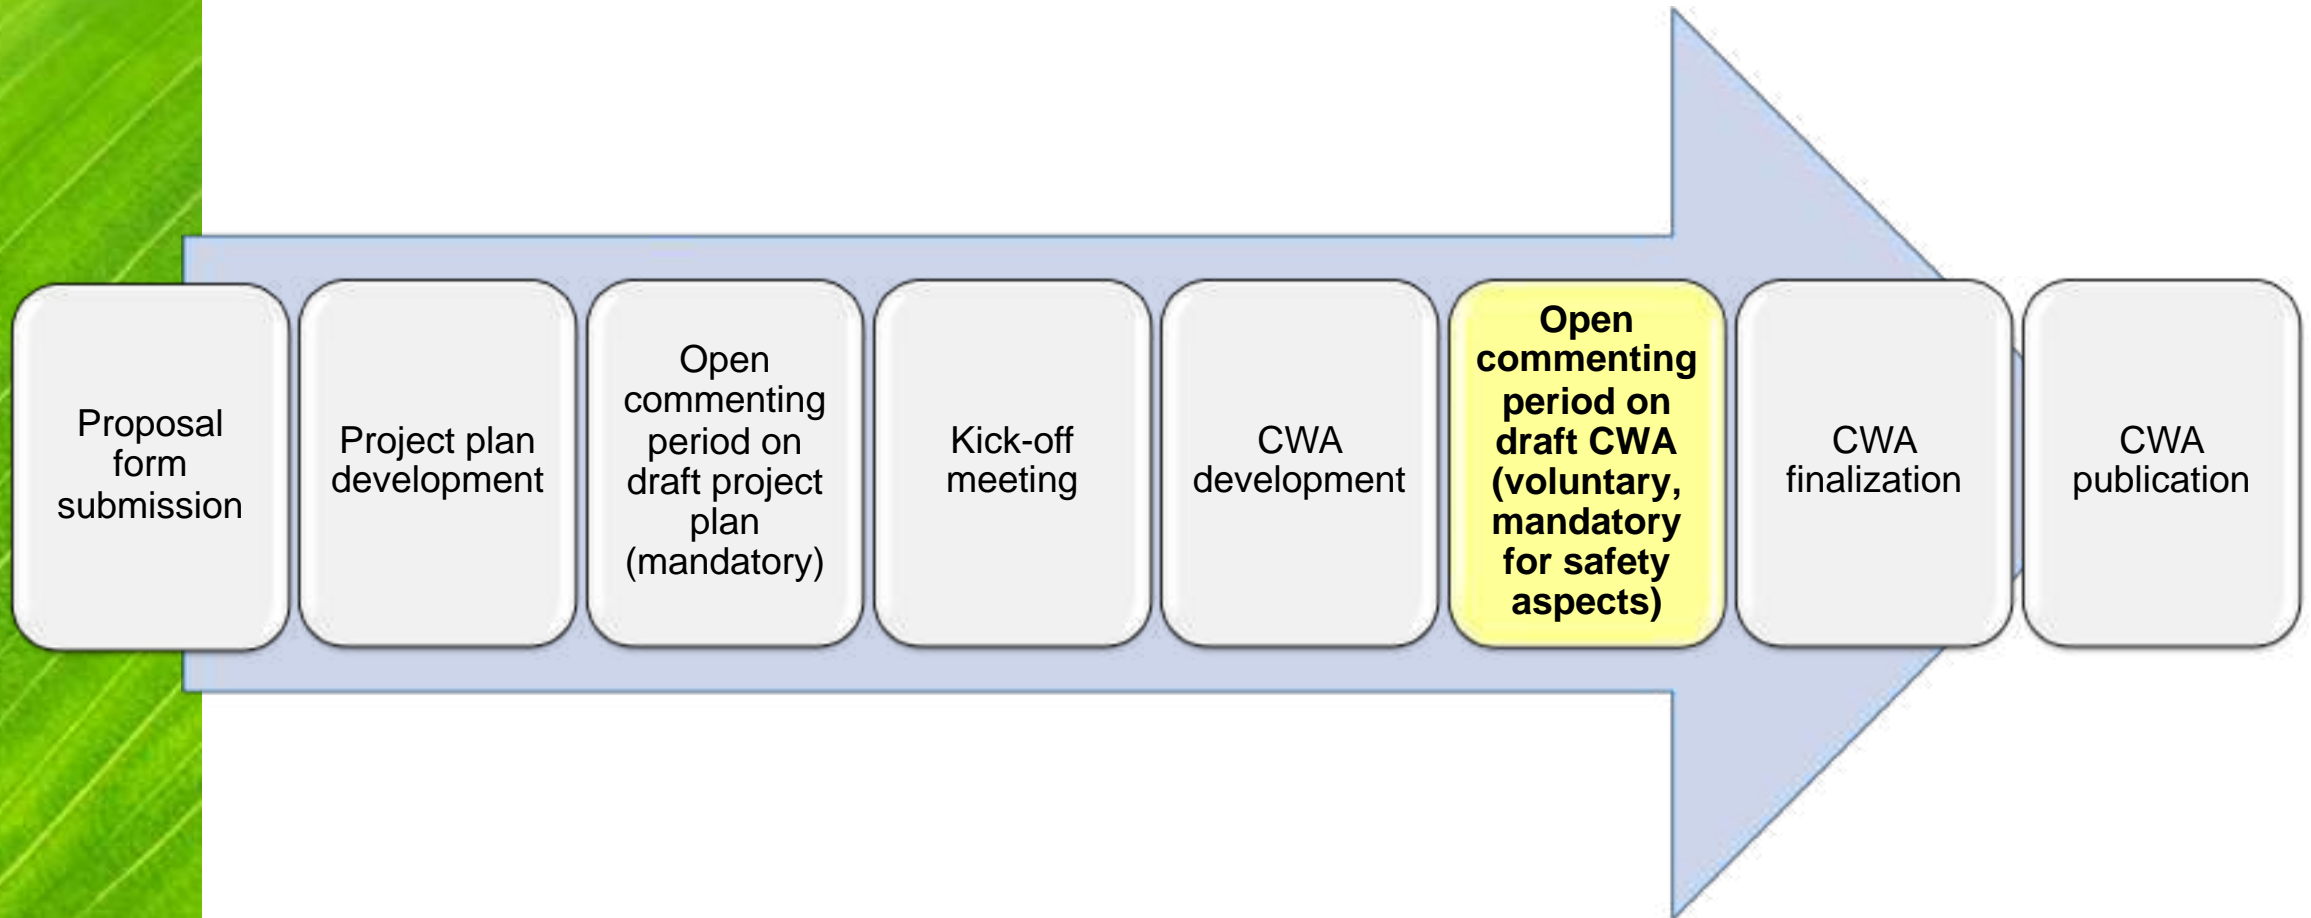 Proposal
form
submission
Project plan
development
Open
commenting
period on
draft project
plan
(mandatory)
Kick-off
meeting
CWA
development
Open
commenting
period on
draft CWA
(voluntary,
mandatory
for safety
aspects)
CWA
finalization
CWA
publication